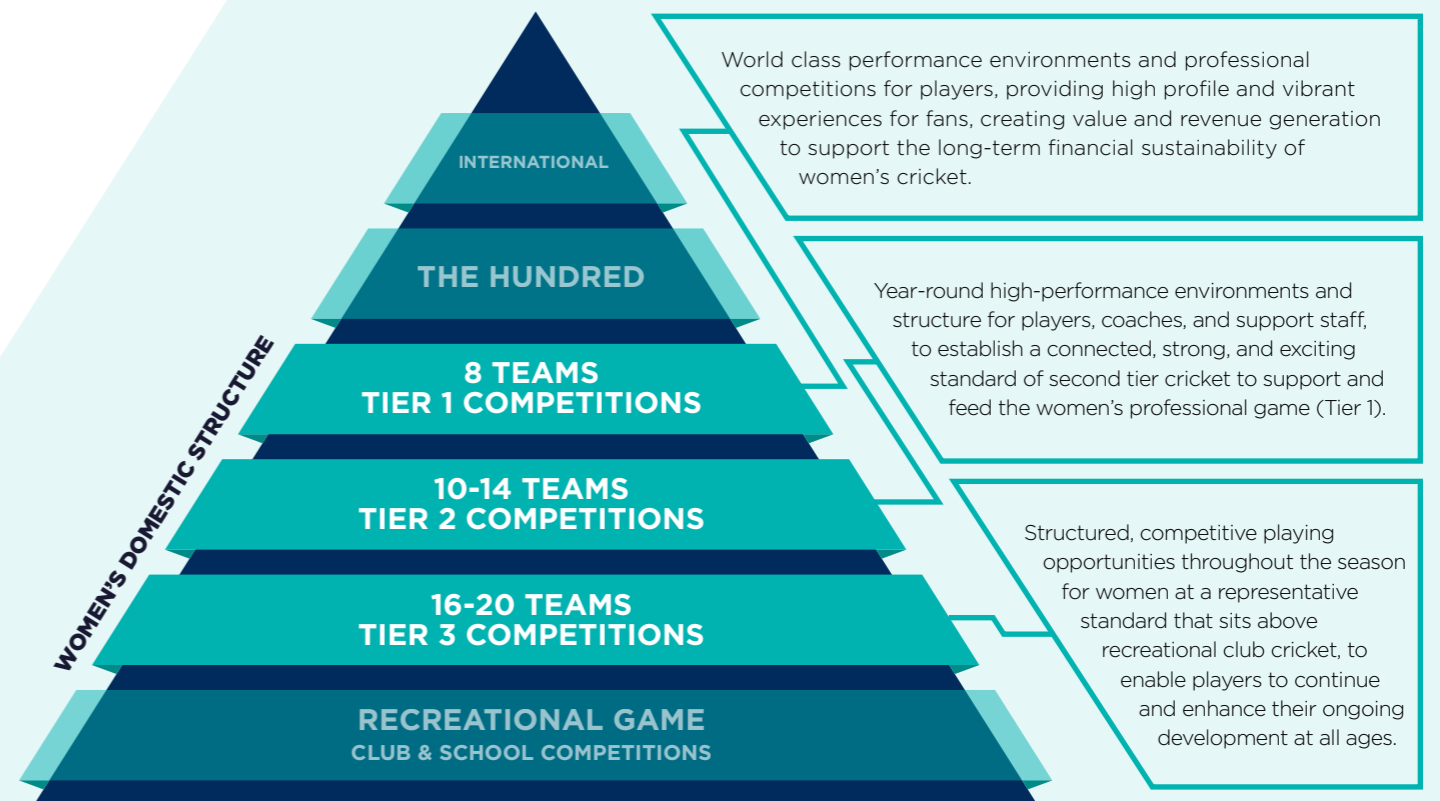 INTERNATIONAL
THE HUNDRED
8 TEAMS
TIER 1 COMPETITIONS
10-14 TEAMS
TIER 2 COMPETITIONS
16-20 TEAMS
TIER 3 COMPETITIONS
RECREATIONAL GAME
CLUB & SCHOOL COMPETITIONS
WOMEN'S DOMESTIC STRUCTURE
World class performance environments and professional
competitions for players, providing high profile and vibrant
experiences for fans, creating value and revenue generation
to support the long-term financial sustainability of
women's cricket.
Year-round high-performance environments and
structure for players, coaches, and support staff,
to establish a connected, strong, and exciting
standard of second tier cricket to support and
feed the women's professional game (Tier 1).
Structured, competitive playing
opportunities throughout the season
for women at a representative
standard that sits above
recreational club cricket, to
enable players to continue
and enhance their ongoing
development at all ages.